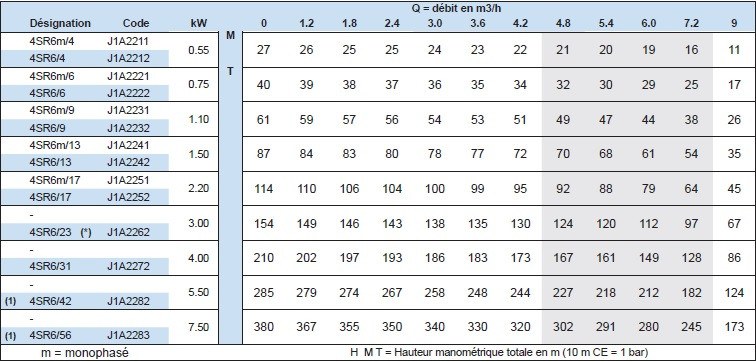 Q = débit en m3/h
Désignation Code kW M 0 1.2 1.8 2.4 3.0 3.6 4.2 4.8 5.4 6.0 7.2 9
4SR6m/4 J1A2211
0.55 27 26 25 25 24 23 22 21 20 19 16 11
4SR6/4 J1A2212
T
4SR6m/6 J1A2221
0.75 40 39 38 37 36 35 34 32 30 29 25 17
4SR6/6 J1A2222
4SR6m/9 J1A2231
1.10 61 59 57 56 54 53 51 49 47 44 38 26
4SR6/9 J1A2232
4SR6m/13 J1A2241
1.50 87 84 83 80 78 77 72 70 68 61 54 35
4SR6/13 J1A2242
4SR6m/17 J1A2251
2.20 114 110 106 104 100 99 95 92 88 79 64 45
4SR6/17 J1A2252
-
3.00 154 149 146 143 138 135 130 124 120 112 97 67
4SR6/23 (*) J1A2262
-
4.00 210 202 197 193 186 183 173 167 161 149 128 86
4SR6/31 J1A2272
-
5.50 285 279 274 267 258 248 244 227 218 212 182 124
(1) 4SR6/42 J1A2282
-
7.50 380 367 355 350 340 330 320 302 291 280 245 173
(1) 4SR6/56 J1A2283
m = monophasé H M T = Hauteur manométrique totale en m (10 m CE = 1 bar)